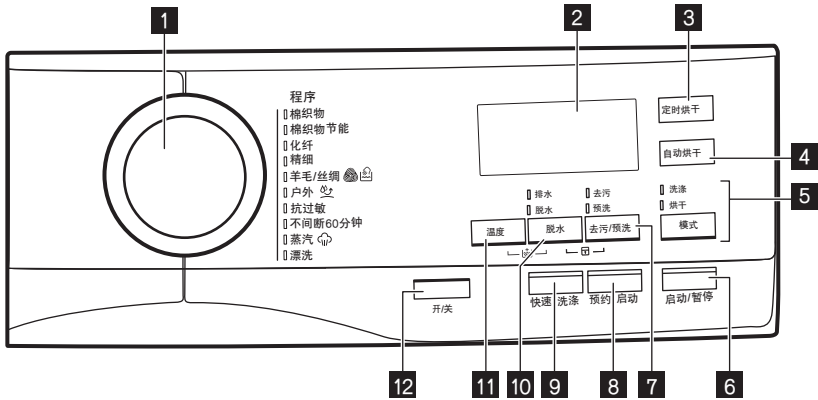 1
2
3
程序
棉织物
棉织物节能
化纤
精细
羊毛/丝绸
户外
抗过敏
不间断60分钟
蒸汽
漂洗
定时烘干
自动烘干
4
洗涤
烘干
5
模式
排水
脱水
去污
预洗
温度
脱水
去污/预洗
开/关
快速 洗涤
预约 启动
启动/暂停
12
11
10
9
8
7
6